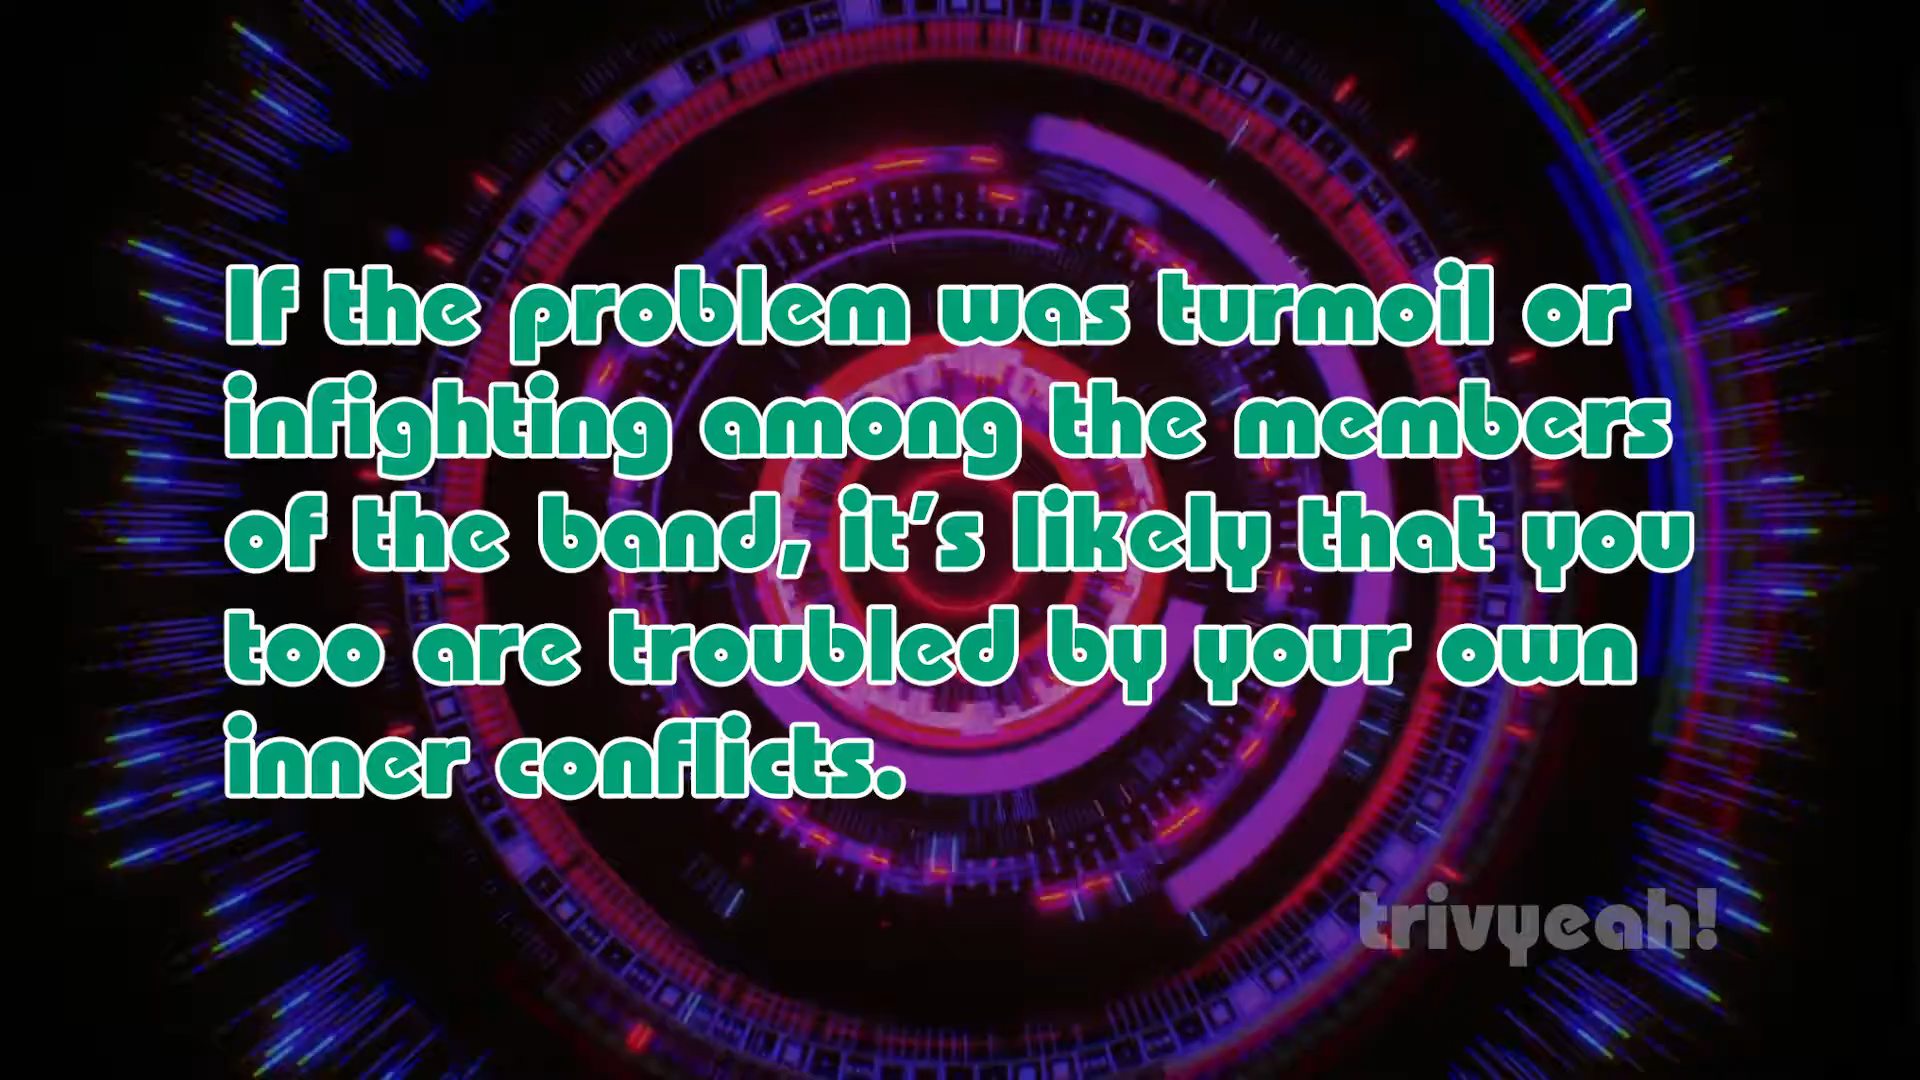 If the problem was turmoil or
infighting among the members
of the band, it's likely that you
too are troubled by your own
inner conflicts.
trivyeah!